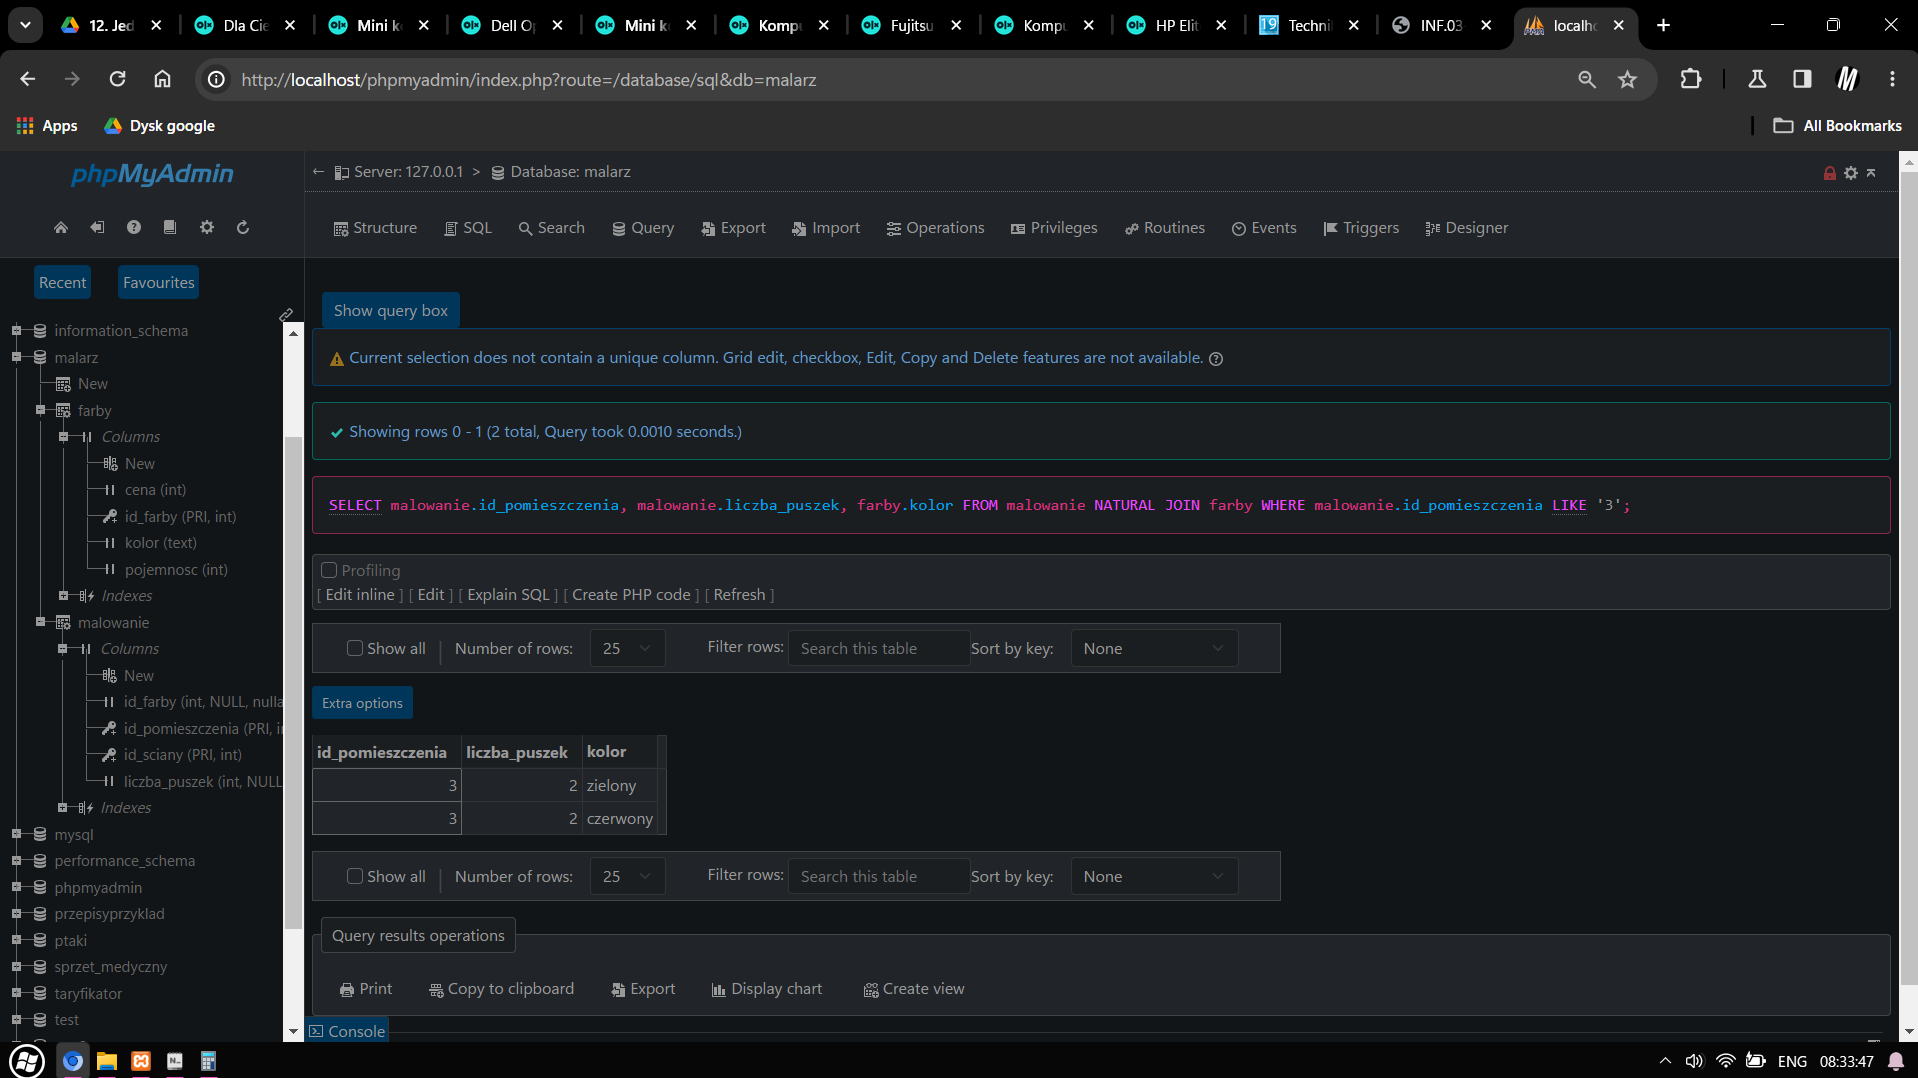 12. Jed
Dla Cie
Mini k
Dell Op
Mini k
Komp
Fujitsu
Kompu
HP Elit
19 Techni
INF.03
localh
http://localhost/phpmyadmin/index.php?route=/database/sql&db=malarz
Apps
Dysk google
All Bookmarks
phpMyAdmin
Server: 127.0.0.1 > Database: malarz
Structure SQL Search Query Export Import Operations Privileges Routines Events Triggers Designer
Recent Favourites
information_schema
malarz
New
farby
Columns
New
cena (int)
id_farby (PRI, int)
kolor (text)
pojemnosc (int)
Indexes
malowanie
Columns
New
id_farby (int, NULL, nulla
id_pomieszczenia (PRI, i
id_sciany (PRI, int)
liczba_puszek (int, NULL
Indexes
mysql
performance_schema
phpmyadmin
przepisyprzyklad
ptaki
sprzet_medyczny
taryfikator
test
Show query box
Current selection does not contain a unique column. Grid edit, checkbox, Edit, Copy and Delete features are not available.
Showing rows 0 - 1 (2 total, Query took 0.0010 seconds.)
SELECT malowanie.id_pomieszczenia, malowanie.liczba_puszek, farby.kolor FROM malowanie NATURAL JOIN farby WHERE malowanie.id_pomieszczenia LIKE '3';
Profiling
[ Edit inline ] [ Edit ] [ Explain SQL ] [ Create PHP code ] [ Refresh ]
Show all | Number of rows: 25 Filter rows: Search this table Sort by key: None
Extra options
id_pomieszczenia liczba_puszek kolor
3 2 zielony
3 2 czerwony
Show all | Number of rows: 25 Filter rows: Search this table Sort by key: None
Query results operations
Print Copy to clipboard Export Display chart Create view
Console
ENG 08:33:47